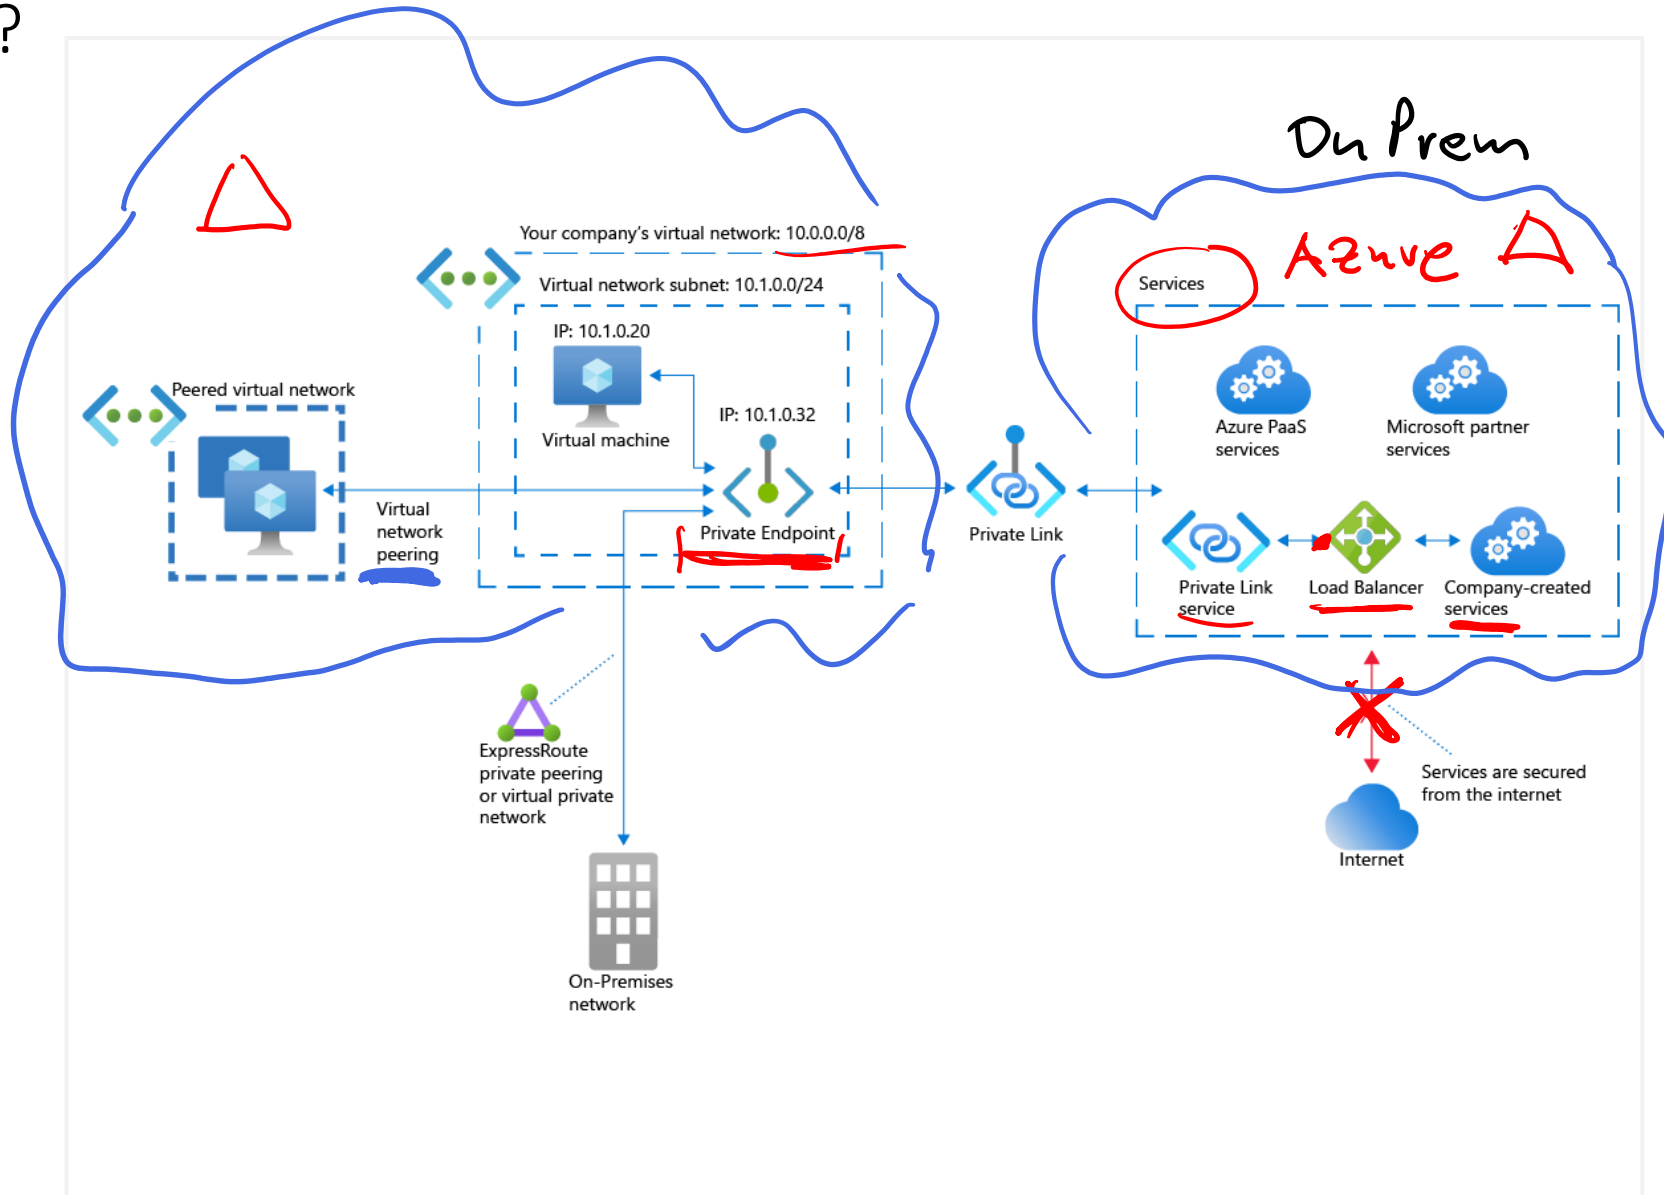 ?
On Prem
Azure
Your company's virtual network: 10.0.0.0/8
Virtual network subnet: 10.1.0.0/24
Services
IP: 10.1.0.20
Peered virtual network
IP: 10.1.0.32
Virtual machine
Azure PaaS
services
Microsoft partner
services
Virtual
network
peering
Private Endpoint
Private Link
Private Link
service
Load Balancer
Company-created
services
ExpressRoute
private peering
or virtual private
network
Services are secured
from the internet
Internet
On-Premises
network